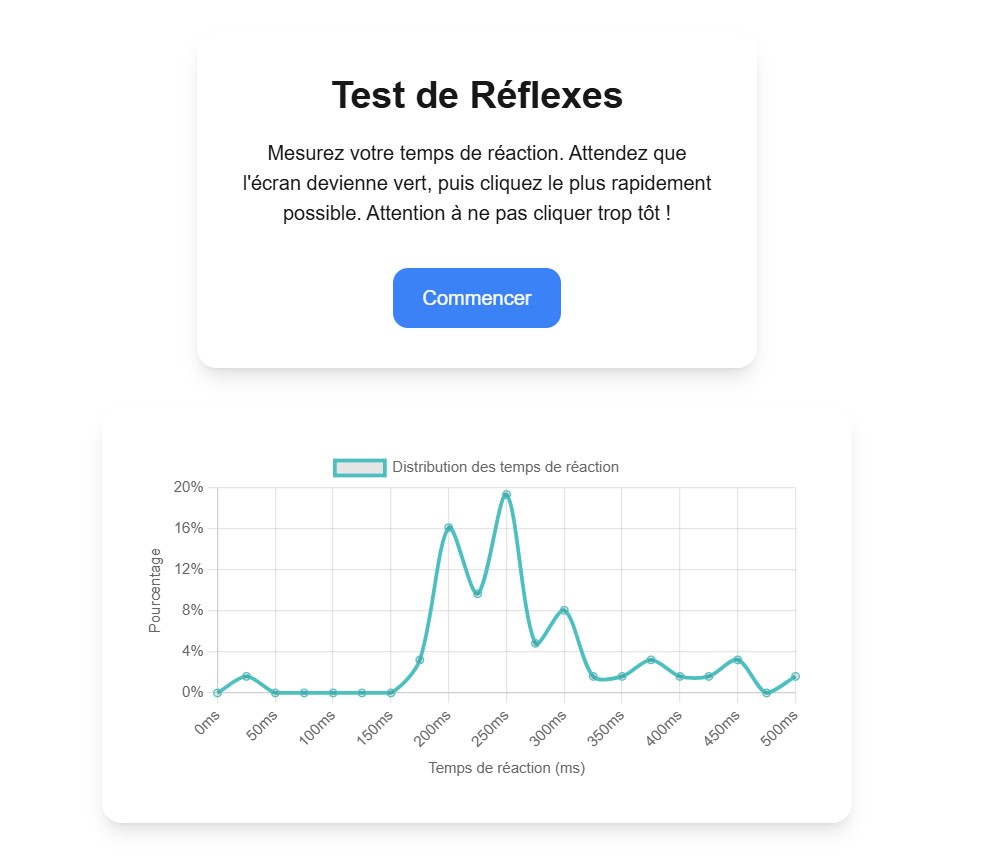 Test de Réflexes
Mesurez votre temps de réaction. Attendez que
l'écran devienne vert, puis cliquez le plus rapidement
possible. Attention à ne pas cliquer trop tôt !
Commencer
Distribution des temps de réaction
20%
16%
12%
8%
4%
0%
Pourcentage
0ms
50ms
100ms
150ms
200ms
250ms
300ms
350ms
400ms
450ms
500ms
Temps de réaction (ms)